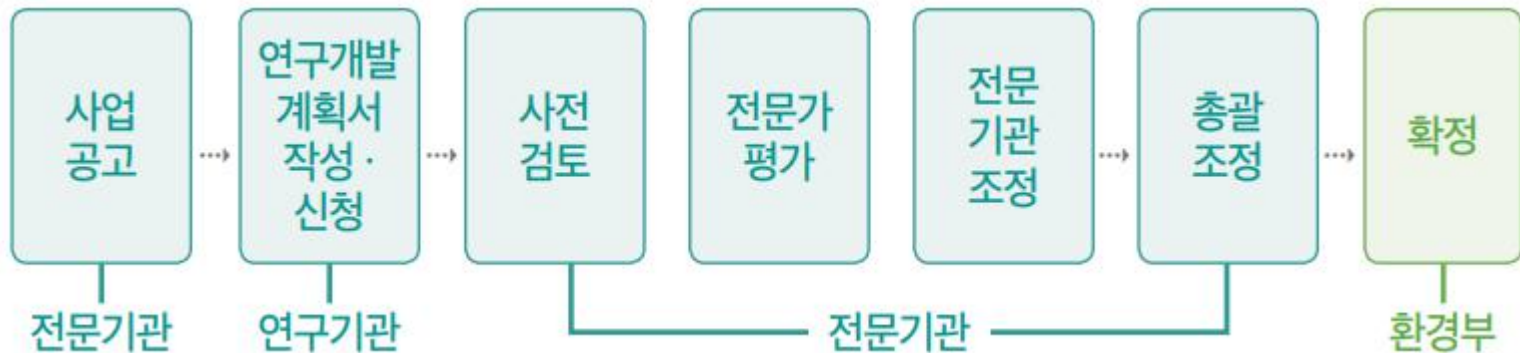 사업
공고
연구개발
계획서
작성 ·
신청
사전
검토
전문가
평가
전문
기관
조정
총괄
조정
확정
전문기관
연구기관
전문기관
환경부